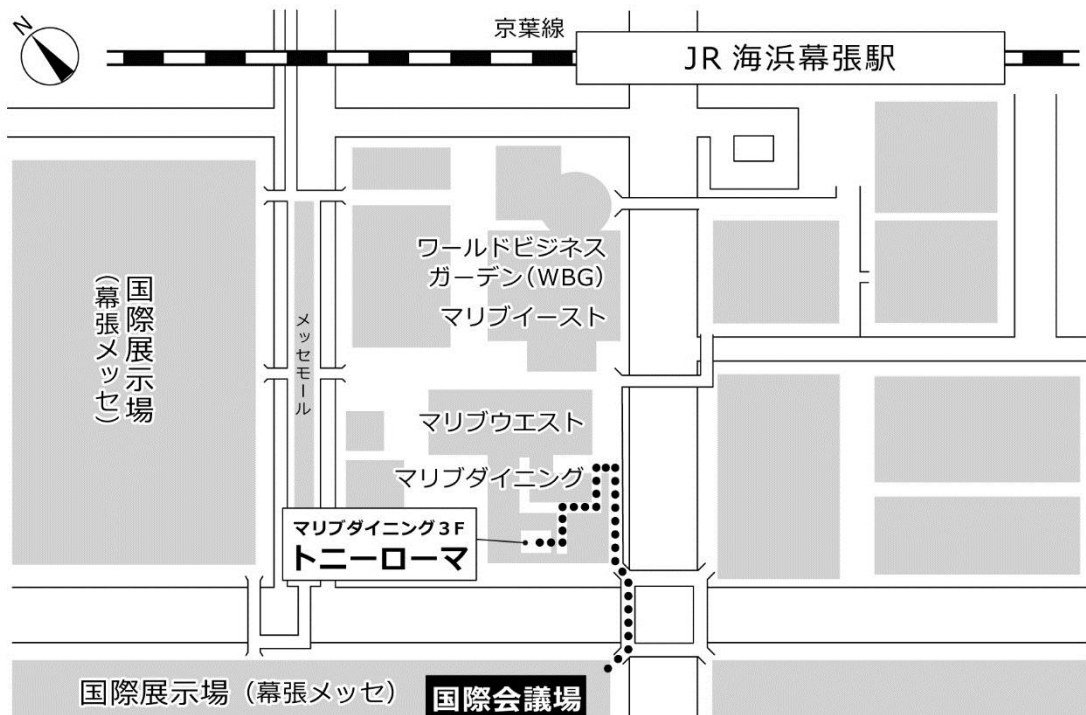 N
京葉線
JR 海浜幕張駅
ワールドビジネス
ガーデン(WBG)
マリブイースト
国際展示場
(幕張メッセ)
メッセモール
マリブウエスト
マリブダイニング
マリブダイニング3F
トニーローマ
国際展示場(幕張メッセ)
国際会議場